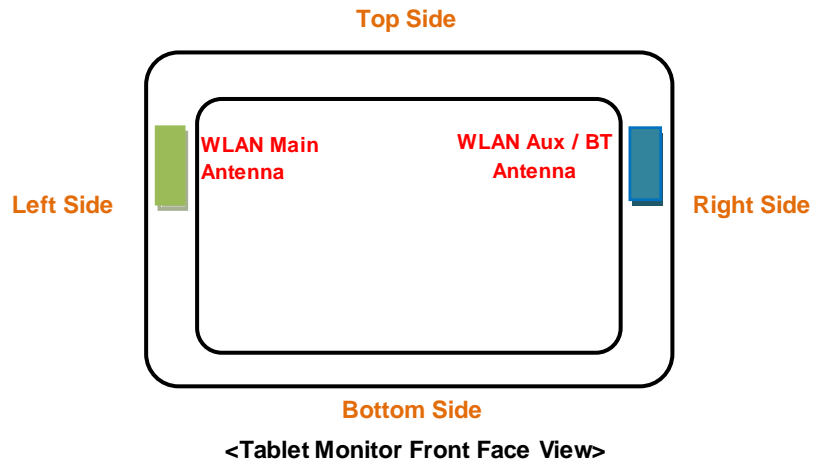 Top Side
WLAN Main
Antenna
WLAN Aux / BT
Antenna
Left Side
Right Side
Bottom Side
<Tablet Monitor Front Face View>